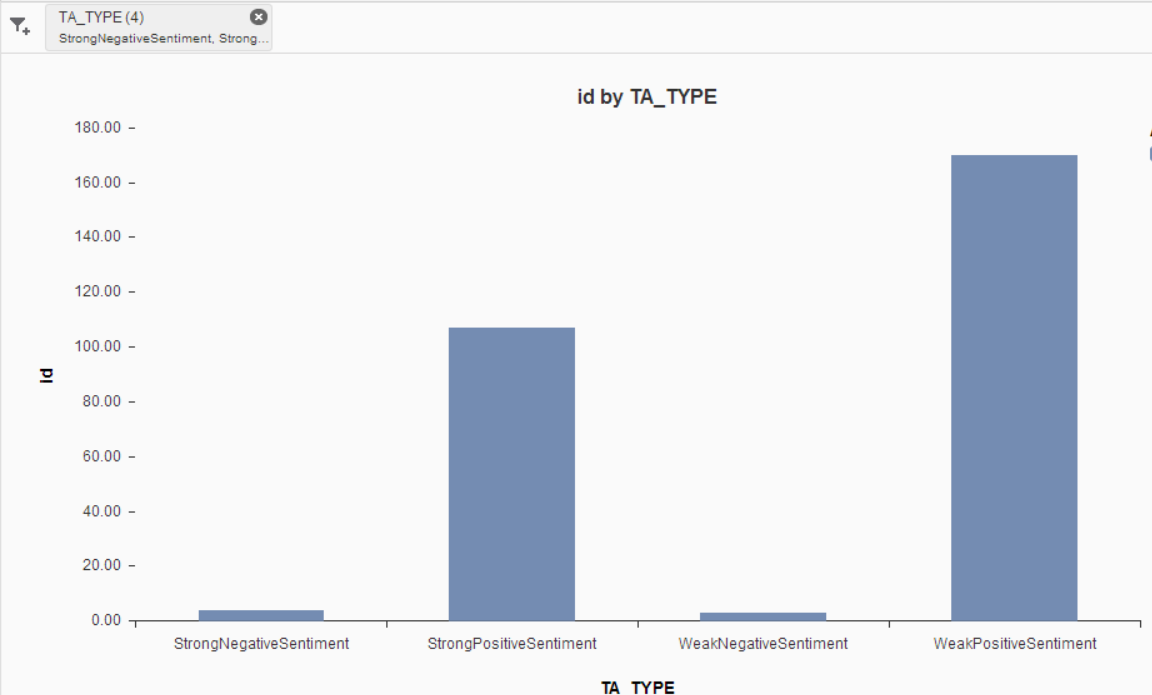 TA_TYPE (4)
StrongNegativeSentiment, Strong...
id by TA_TYPE
180.00
160.00
140.00
120.00
100.00
80.00
60.00
40.00
20.00
0.00
id
StrongNegativeSentiment
StrongPositiveSentiment
WeakNegativeSentiment
WeakPositiveSentiment
TA_TYPE